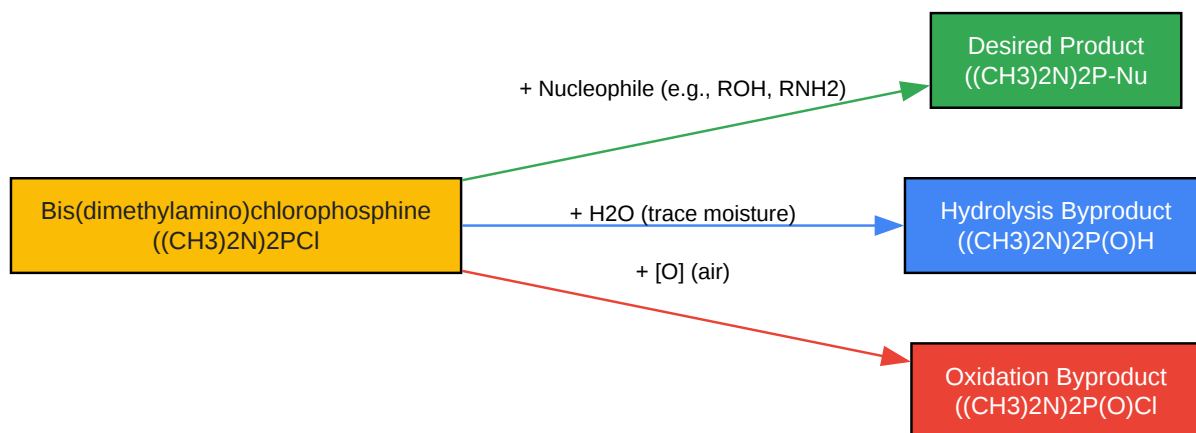 Desired Product
((CH3)2N)2P-Nu
+ Nucleophile (e.g., ROH, RNH2)
Bis(dimethylamino)chlorophosphine
((CH3)2N)2PCl
+ H2O (trace moisture)
Hydrolysis Byproduct
((CH3)2N)2P(O)H
+ [O] (air)
Oxidation Byproduct
((CH3)2N)2P(O)Cl